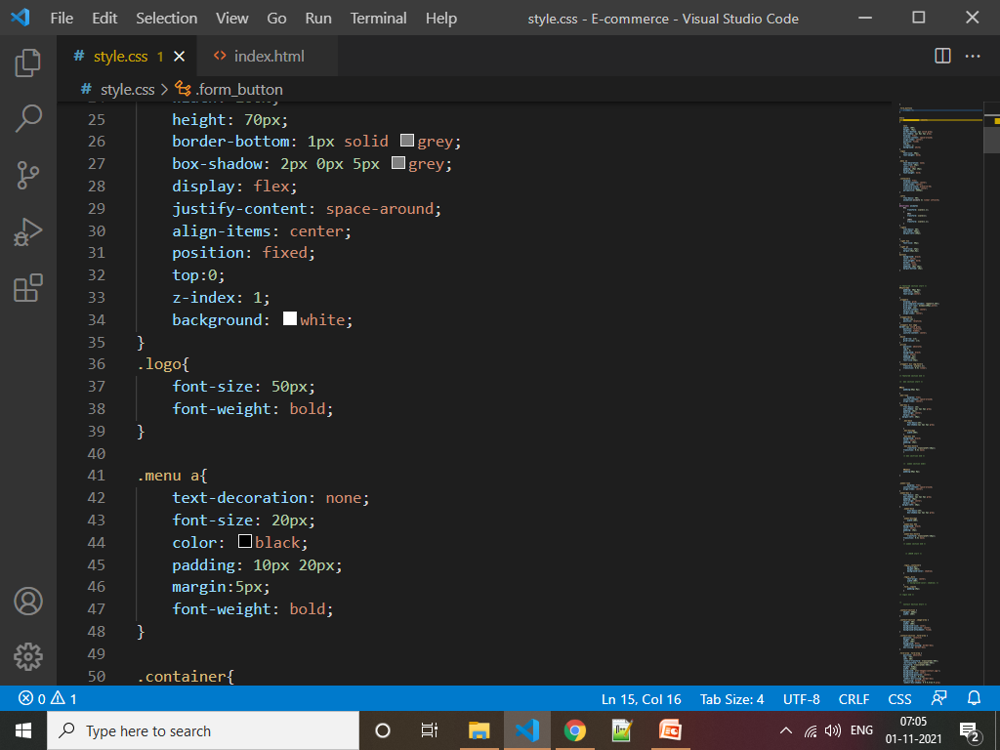 File Edit Selection View Go Run Terminal Help style.css - E-commerce - Visual Studio Code
# style.css 1 index.html
# style.css > .form_button
25 height: 70px;
26 border-bottom: 1px solid grey;
27 box-shadow: 2px 0px 5px grey;
28 display: flex;
29 justify-content: space-around;
30 align-items: center;
31 position: fixed;
32 top:0;
33 z-index: 1;
34 background: white;
35 }
36 .logo{
37 font-size: 50px;
38 font-weight: bold;
39 }
40
41 .menu a{
42 text-decoration: none;
43 font-size: 20px;
44 color: black;
45 padding: 10px 20px;
46 margin:5px;
47 font-weight: bold;
48 }
49
50 .container{
0 1 Ln 15, Col 16 Tab Size: 4 UTF-8 CRLF CSS
Type here to search ENG 07:05
01-11-2021 2